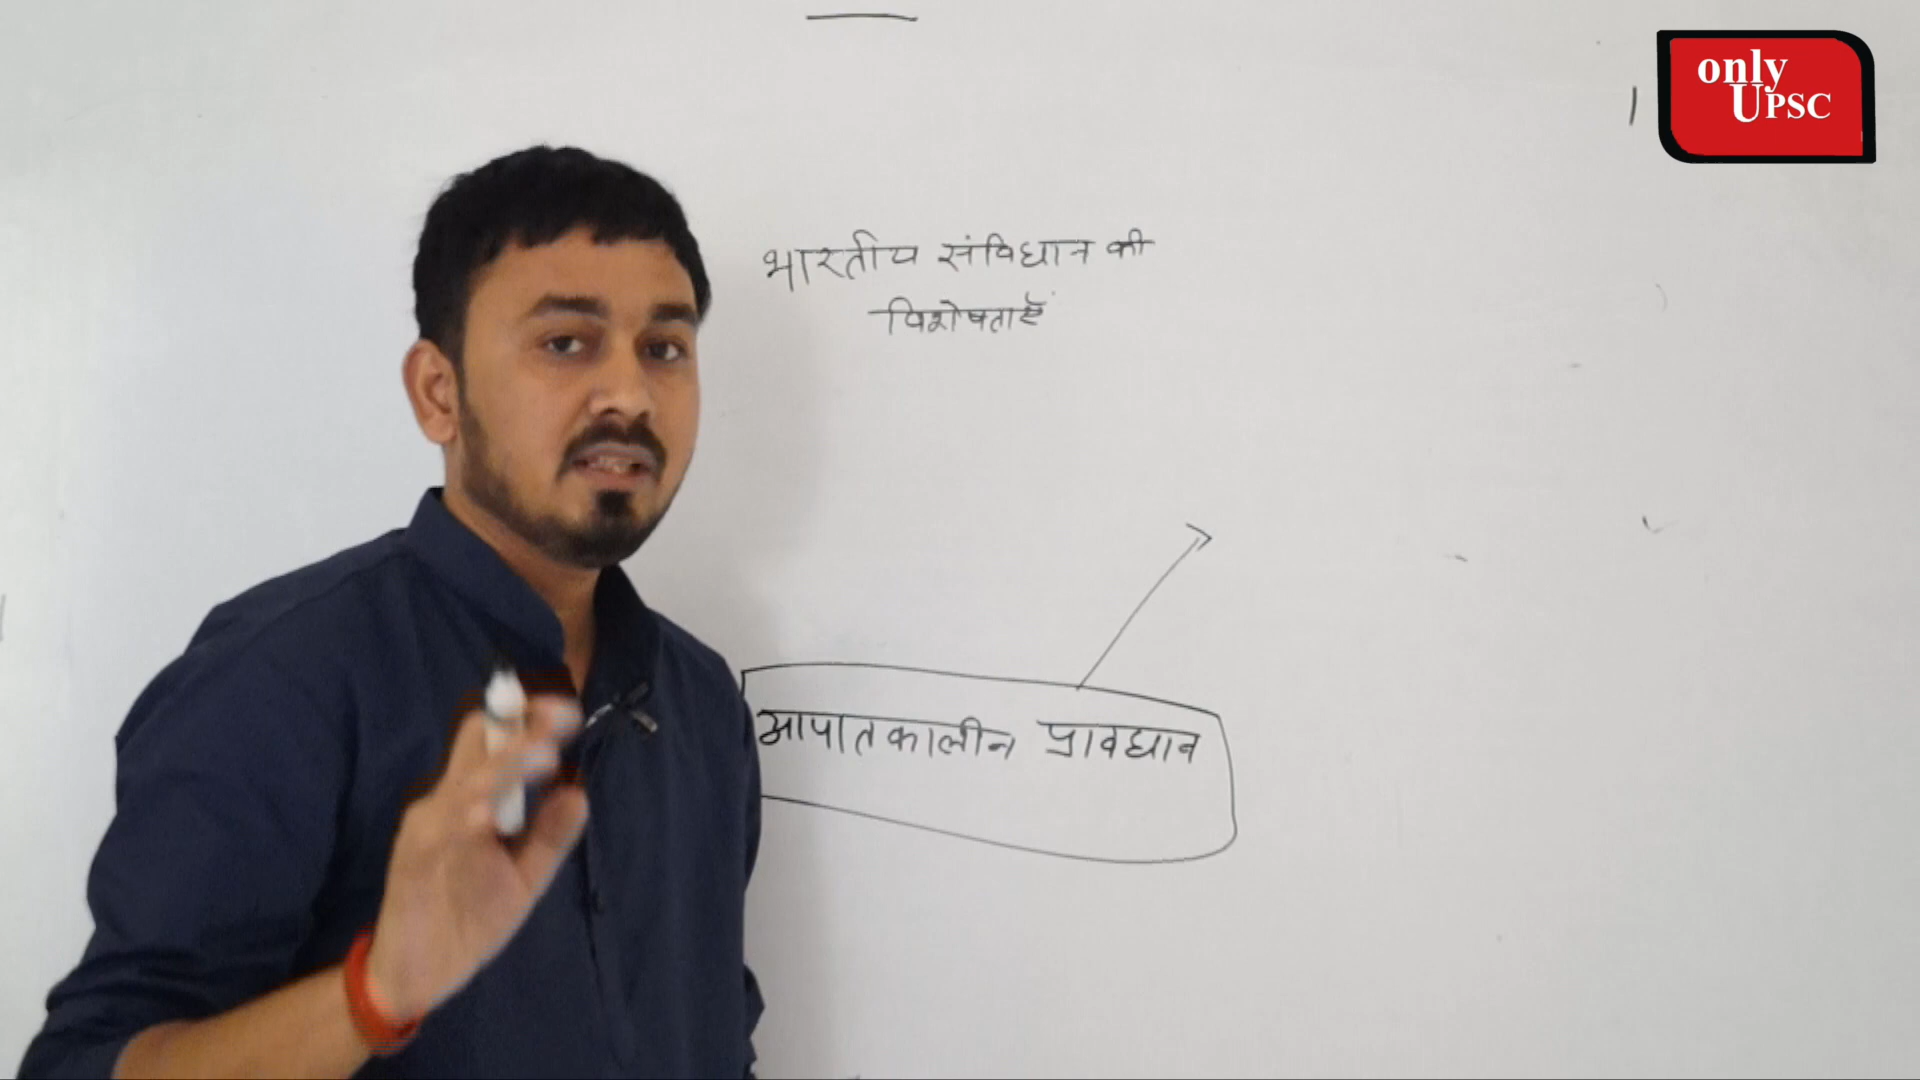 only
UPSC
भारतीय संविधान की
विशेषताएँ
आपातकालीन प्रावधान